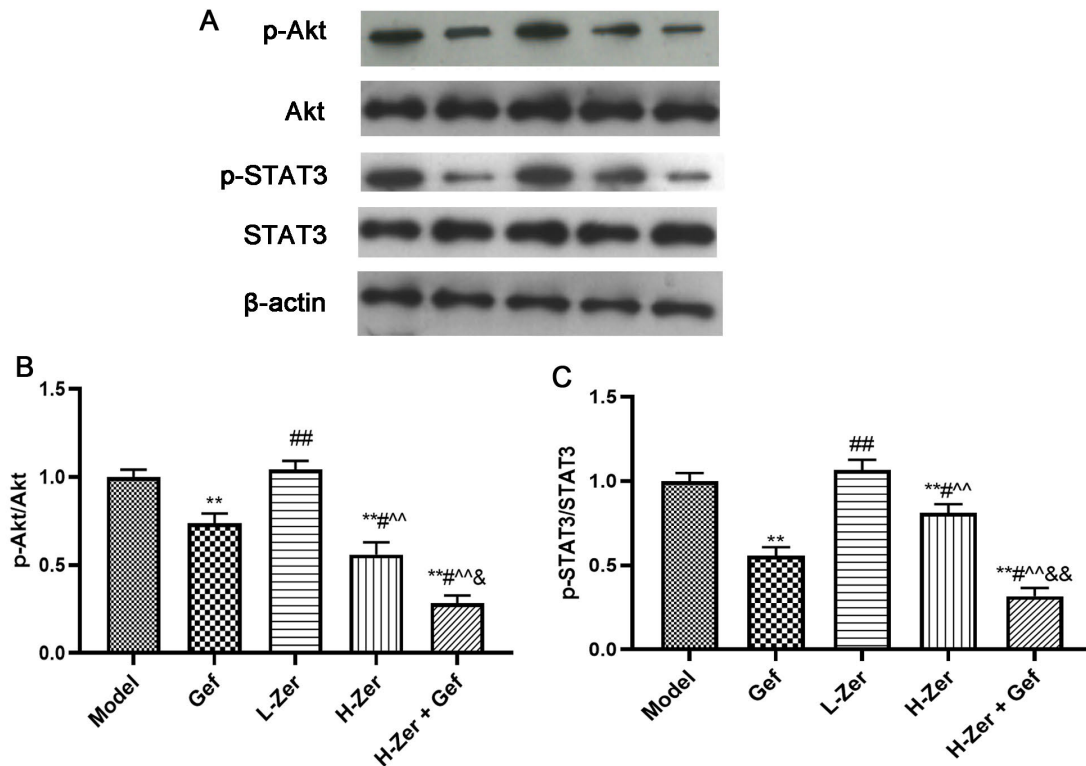 A
p-Akt
Akt
p-STAT3
STAT3
β-actin
B
p-Akt/Akt
1.5
1.0
0.5
0.0
**
##
**#^^
**#^^&
Model
Gef
L-Zer
H-Zer
H-Zer + Gef
C
p-STAT3/STAT3
1.5
1.0
0.5
0.0
**
##
**#^^
**#^^&&
Model
Gef
L-Zer
H-Zer
H-Zer + Gef